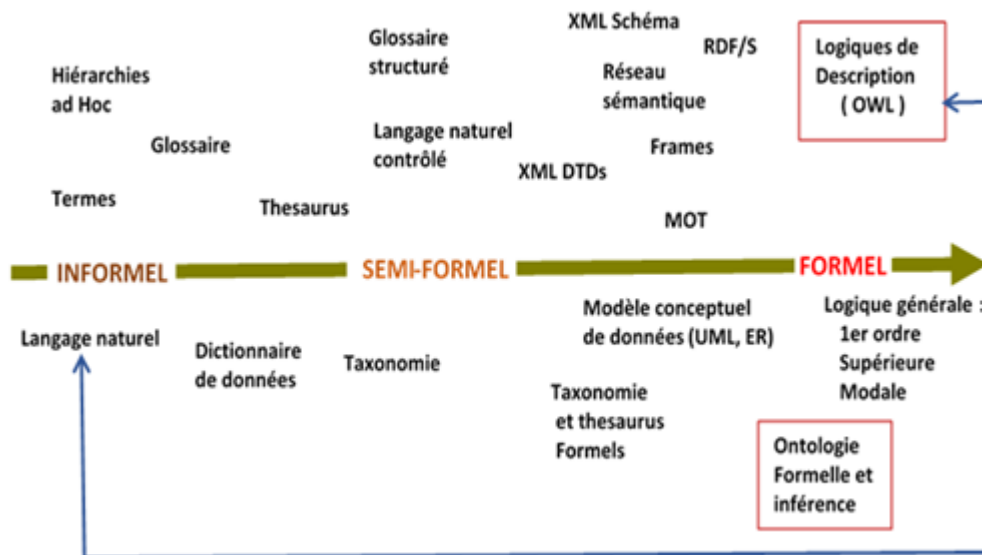 XML Schéma
Glossaire
structuré
RDF/S
Logiques de
Description
( OWL )
Hiérarchies
ad Hoc
Réseau
sémantique
Glossaire
Langage naturel
contrôlé
Frames
XML DTDs
Termes
Thesaurus
MOT
INFORMEL
SEMI-FORMEL
FORMEL
Langage naturel
Dictionnaire
de données
Taxonomie
Modèle conceptuel
de données (UML, ER)
Logique générale :
1er ordre
Supérieure
Modale
Taxonomie
et thesaurus
Formels
Ontologie
Formelle et
inférence